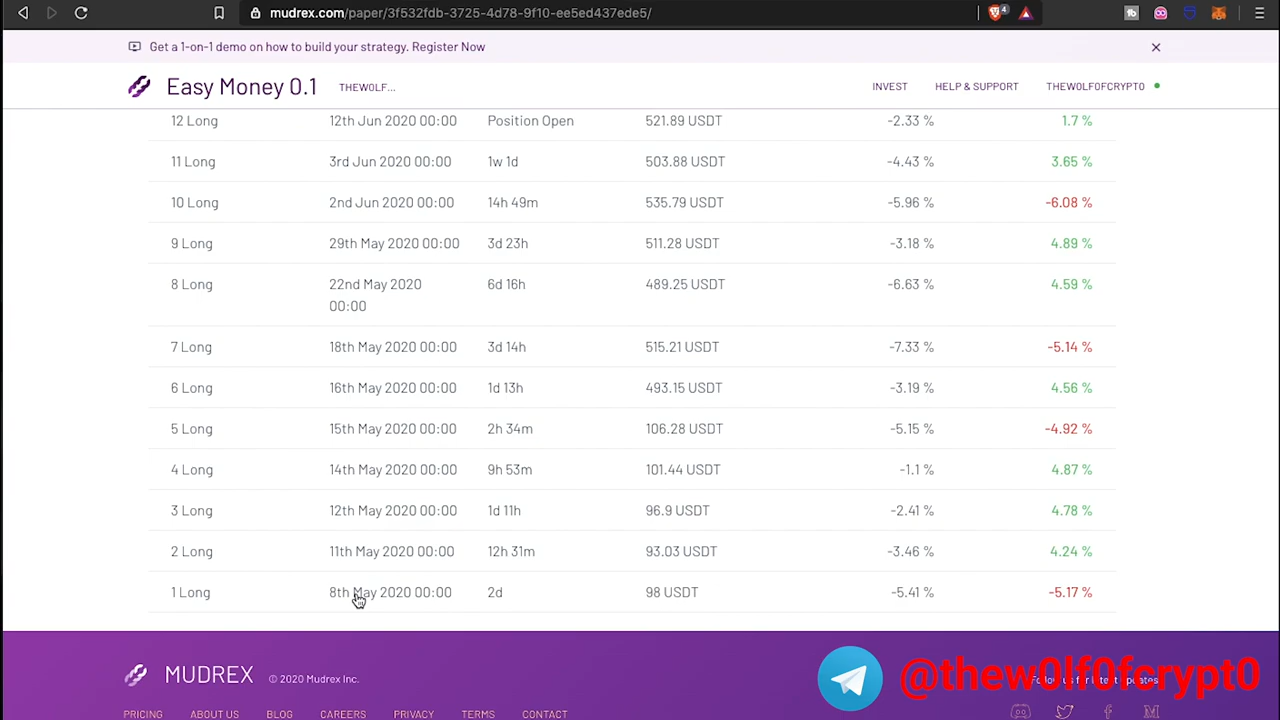 mudrex.com/paper/3f532fdb-3725-4d78-9f10-ee5ed437ede5/
4
Get a 1-on-1 demo on how to build your strategy. Register Now
Easy Money 0.1 THEWOLF... INVEST HELP & SUPPORT THEW0LF0FCRYPT0
12 Long 12th Jun 2020 00:00 Position Open 521.89 USDT -2.33 % 1.7 %
11 Long 3rd Jun 2020 00:00 1w 1d 503.88 USDT -4.43 % 3.65 %
10 Long 2nd Jun 2020 00:00 14h 49m 535.79 USDT -5.96 % -6.08 %
9 Long 29th May 2020 00:00 3d 23h 511.28 USDT -3.18 % 4.89 %
8 Long 22nd May 2020 00:00 6d 16h 489.25 USDT -6.63 % 4.59 %
7 Long 18th May 2020 00:00 3d 14h 515.21 USDT -7.33 % -5.14 %
6 Long 16th May 2020 00:00 1d 13h 493.15 USDT -3.19 % 4.56 %
5 Long 15th May 2020 00:00 2h 34m 106.28 USDT -5.15 % -4.92 %
4 Long 14th May 2020 00:00 9h 53m 101.44 USDT -1.1 % 4.87 %
3 Long 12th May 2020 00:00 1d 11h 96.9 USDT -2.41 % 4.78 %
2 Long 11th May 2020 00:00 12h 31m 93.03 USDT -3.46 % 4.24 %
1 Long 8th May 2020 00:00 2d 98 USDT -5.41 % -5.17 %
MUDREX © 2020 Mudrex Inc. Follow us for latest updates
@thew0lf0fcrypt0
PRICING ABOUT US BLOG CAREERS PRIVACY TERMS CONTACT